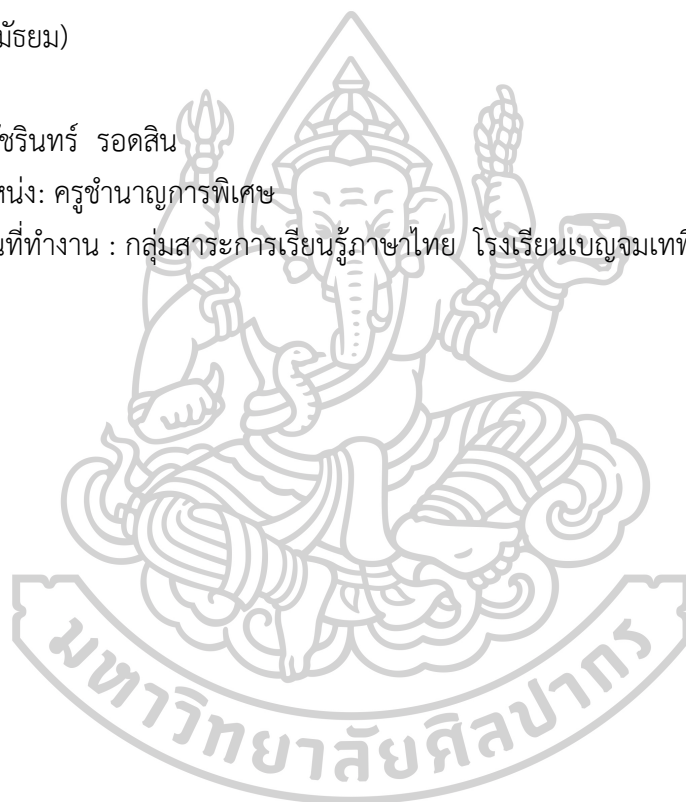 มัธยม)
ชรินทร์ รอดสิน
หน่ง: ครูชำนาญการพิเศษ
ที่ทำงาน : กลุ่มสาระการเรียนรู้ภาษาไทย โรงเรียนเบญจมเทพ
มหาวิทยาลัยศิลปากร